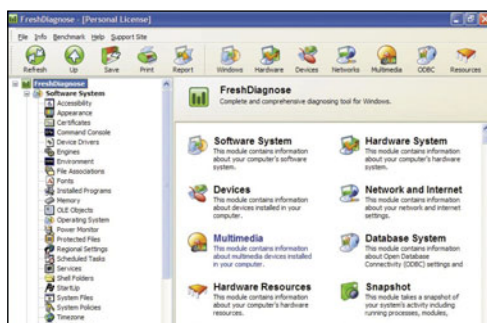 FreshDiagnose - [Personal License]
File Info Benchmark Help Support Site
Refresh Up Save Print Report Windows Hardware Devices Networks Multimedia ODBC Resources
FreshDiagnose
Software System
Accessibility
Appearance
Certificates
Command Console
Device Drivers
Engines
Environment
File Associations
Fonts
Installed Programs
Memory
OLE Objects
Operating System
Power Monitor
Protected Files
Regional Settings
Scheduled Tasks
Services
Shell Folders
StartUp
System Files
System Policies
Timezone
FreshDiagnose
Complete and comprehensive diagnosing tool for Windows.
Software System
This module contains information
about your computer's software
system.
Hardware System
This module contains information
about your computer's hardware
system.
Devices
This module contains information
about devices installed in your
computer.
Network and Internet
This module contains information
about your network and internet
settings.
Multimedia
This module contains information
about multimedia devices installed
in your computer.
Database System
This module contains information
about Open Database
Connectivity (ODBC) settings and
Hardware Resources
This module contains information
about your computer's hardware
resources.
Snapshot
This module takes a snapshot of
your system's activity including
running processes, modules,